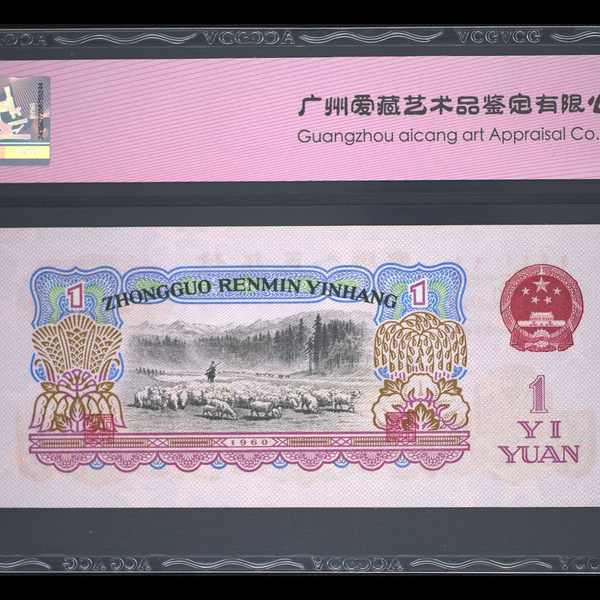 VCGODA
VCGVCG
广州爱藏艺术品鉴定有限
Guangzhou aicang art Appraisal Co.
1
1
ZHONGGUO RENMIN YINHANG
1960
1
YI
YUAN